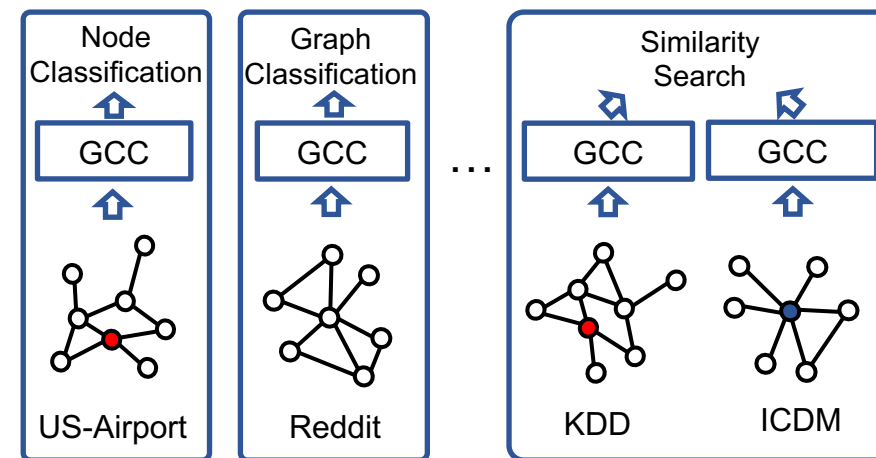 Node
Classification
GCC
US-Airport
Graph
Classification
GCC
Reddit
...
Similarity
Search
GCC
GCC
KDD
ICDM